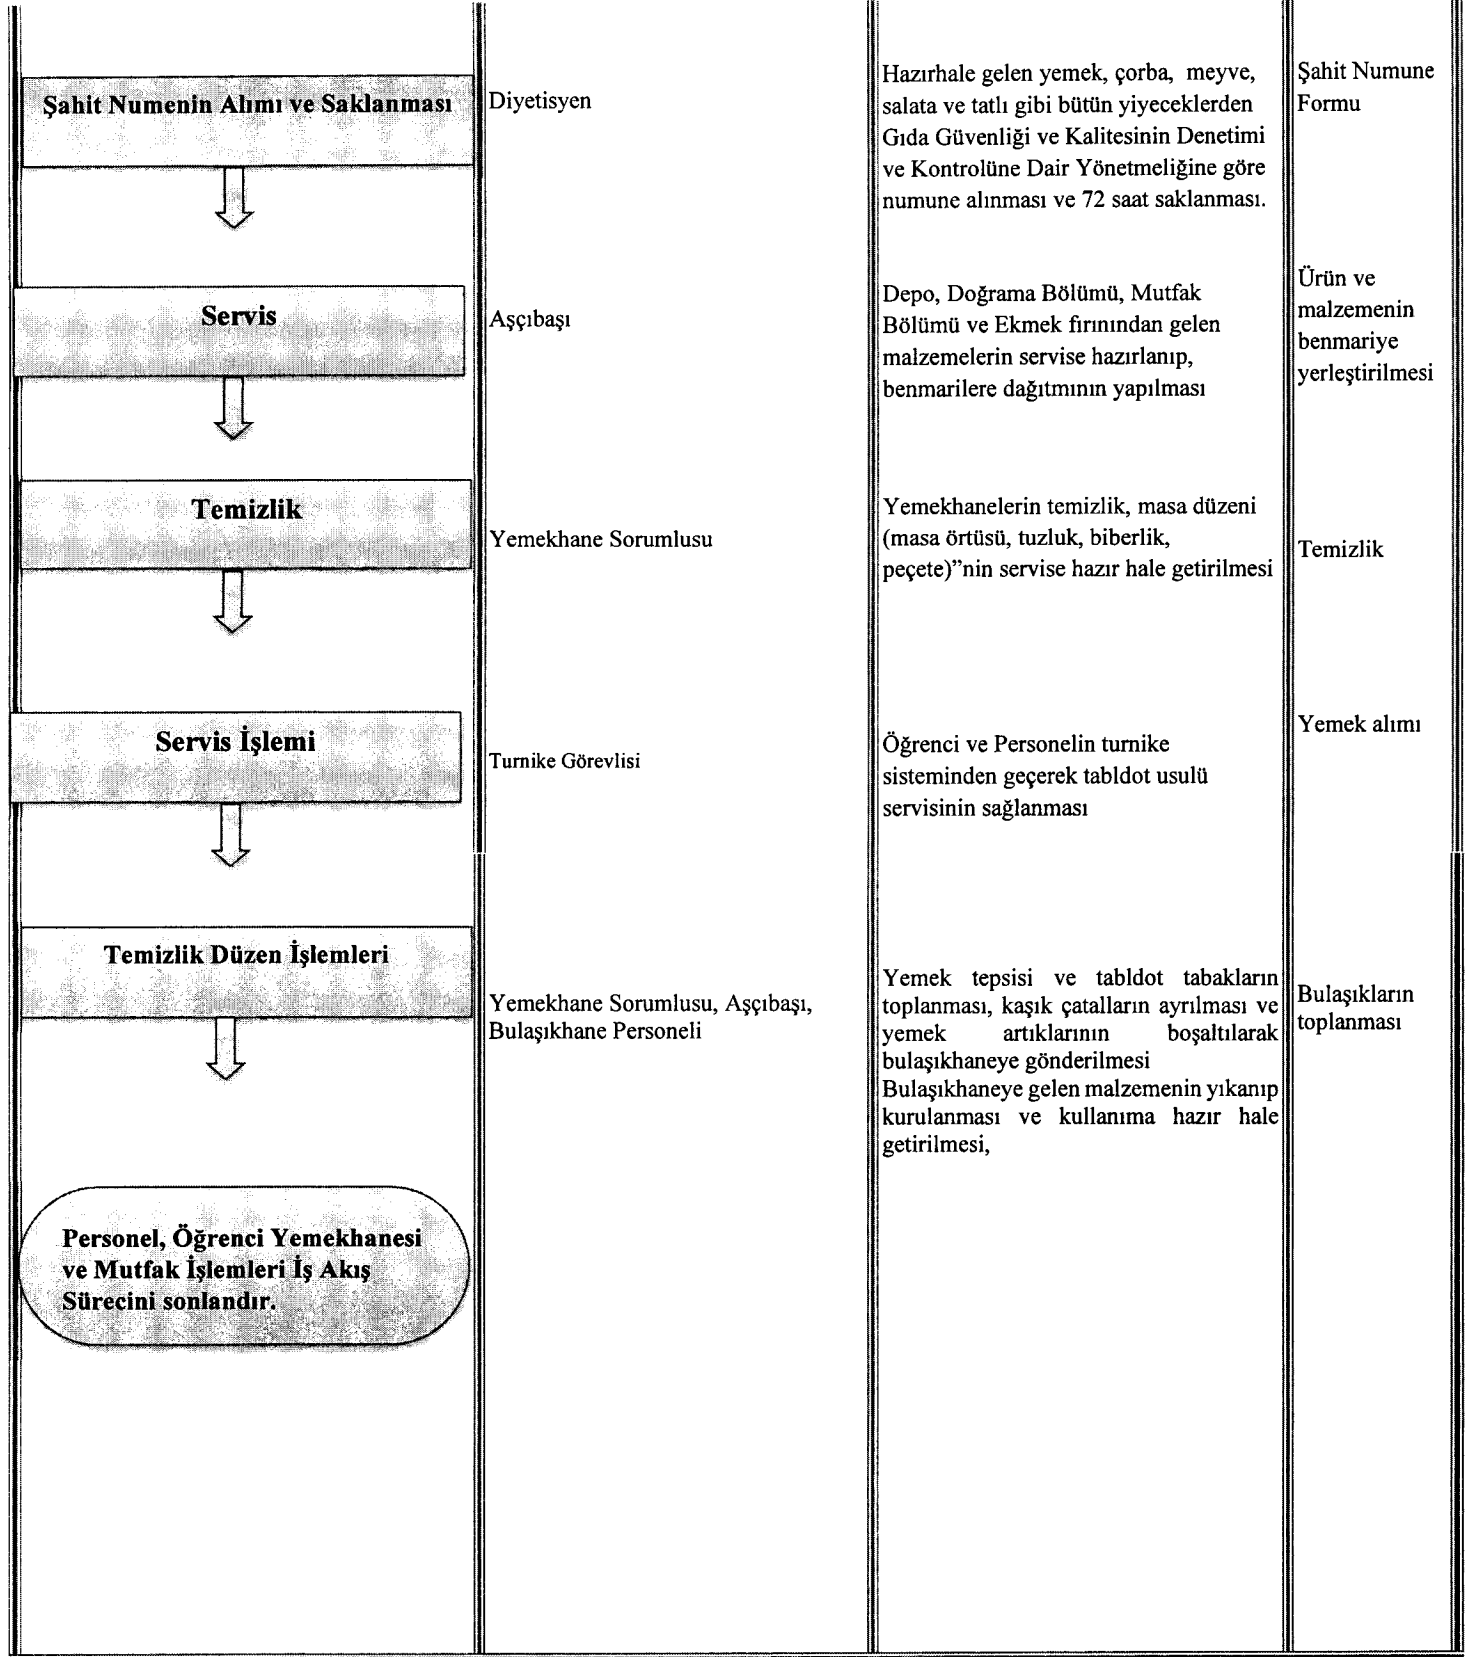 Şahit Numenin Alımı ve Saklanması
Diyetisyen
Hazırhale gelen yemek, çorba, meyve,
salata ve tatlı gibi bütün yiyeceklerden
Gıda Güvenliği ve Kalitesinin Denetimi
ve Kontrolüne Dair Yönetmeliğine göre
numune alınması ve 72 saat saklanması.
Şahit Numune
Formu
Servis
Aşçıbaşı
Depo, Doğrama Bölümü, Mutfak
Bölümü ve Ekmek fırınından gelen
malzemelerin servise hazırlanıp,
benmarilere dağıtmının yapılması
Ürün ve
malzemenin
benmariye
yerleştirilmesi
Temizlik
Yemekhane Sorumlusu
Yemekhanelerin temizlik, masa düzeni
(masa örtüsü, tuzluk, biberlik,
peçete)”nin servise hazır hale getirilmesi
Temizlik
Servis İşlemi
Turnike Görevlisi
Öğrenci ve Personelin turnike
sisteminden geçerek tabldot usulü
servisinin sağlanması
Yemek alımı
Temizlik Düzen İşlemleri
Yemekhane Sorumlusu, Aşçıbaşı,
Bulaşıkhane Personeli
Yemek tepsisi ve tabldot tabakların
toplanması, kaşık çatalların ayrılması ve
yemek artıklarının boşaltılarak
bulaşıkhaneye gönderilmesi
Bulaşıkhaneye gelen malzemenin yıkanıp
kurulanması ve kullanıma hazır hale
getirilmesi,
Bulaşıkların
toplanması
Personel, Öğrenci Yemekhanesi
ve Mutfak İşlemleri İş Akış
Sürecini sonlandır.